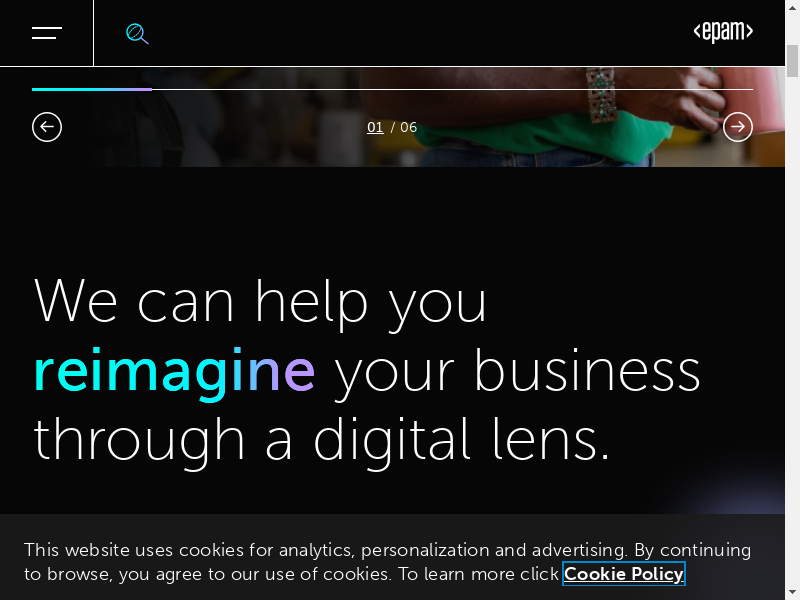 <epam>
01 / 06
We can help you
reimagine your business
through a digital lens.
This website uses cookies for analytics, personalization and advertising. By continuing
to browse, you agree to our use of cookies. To learn more click Cookie Policy